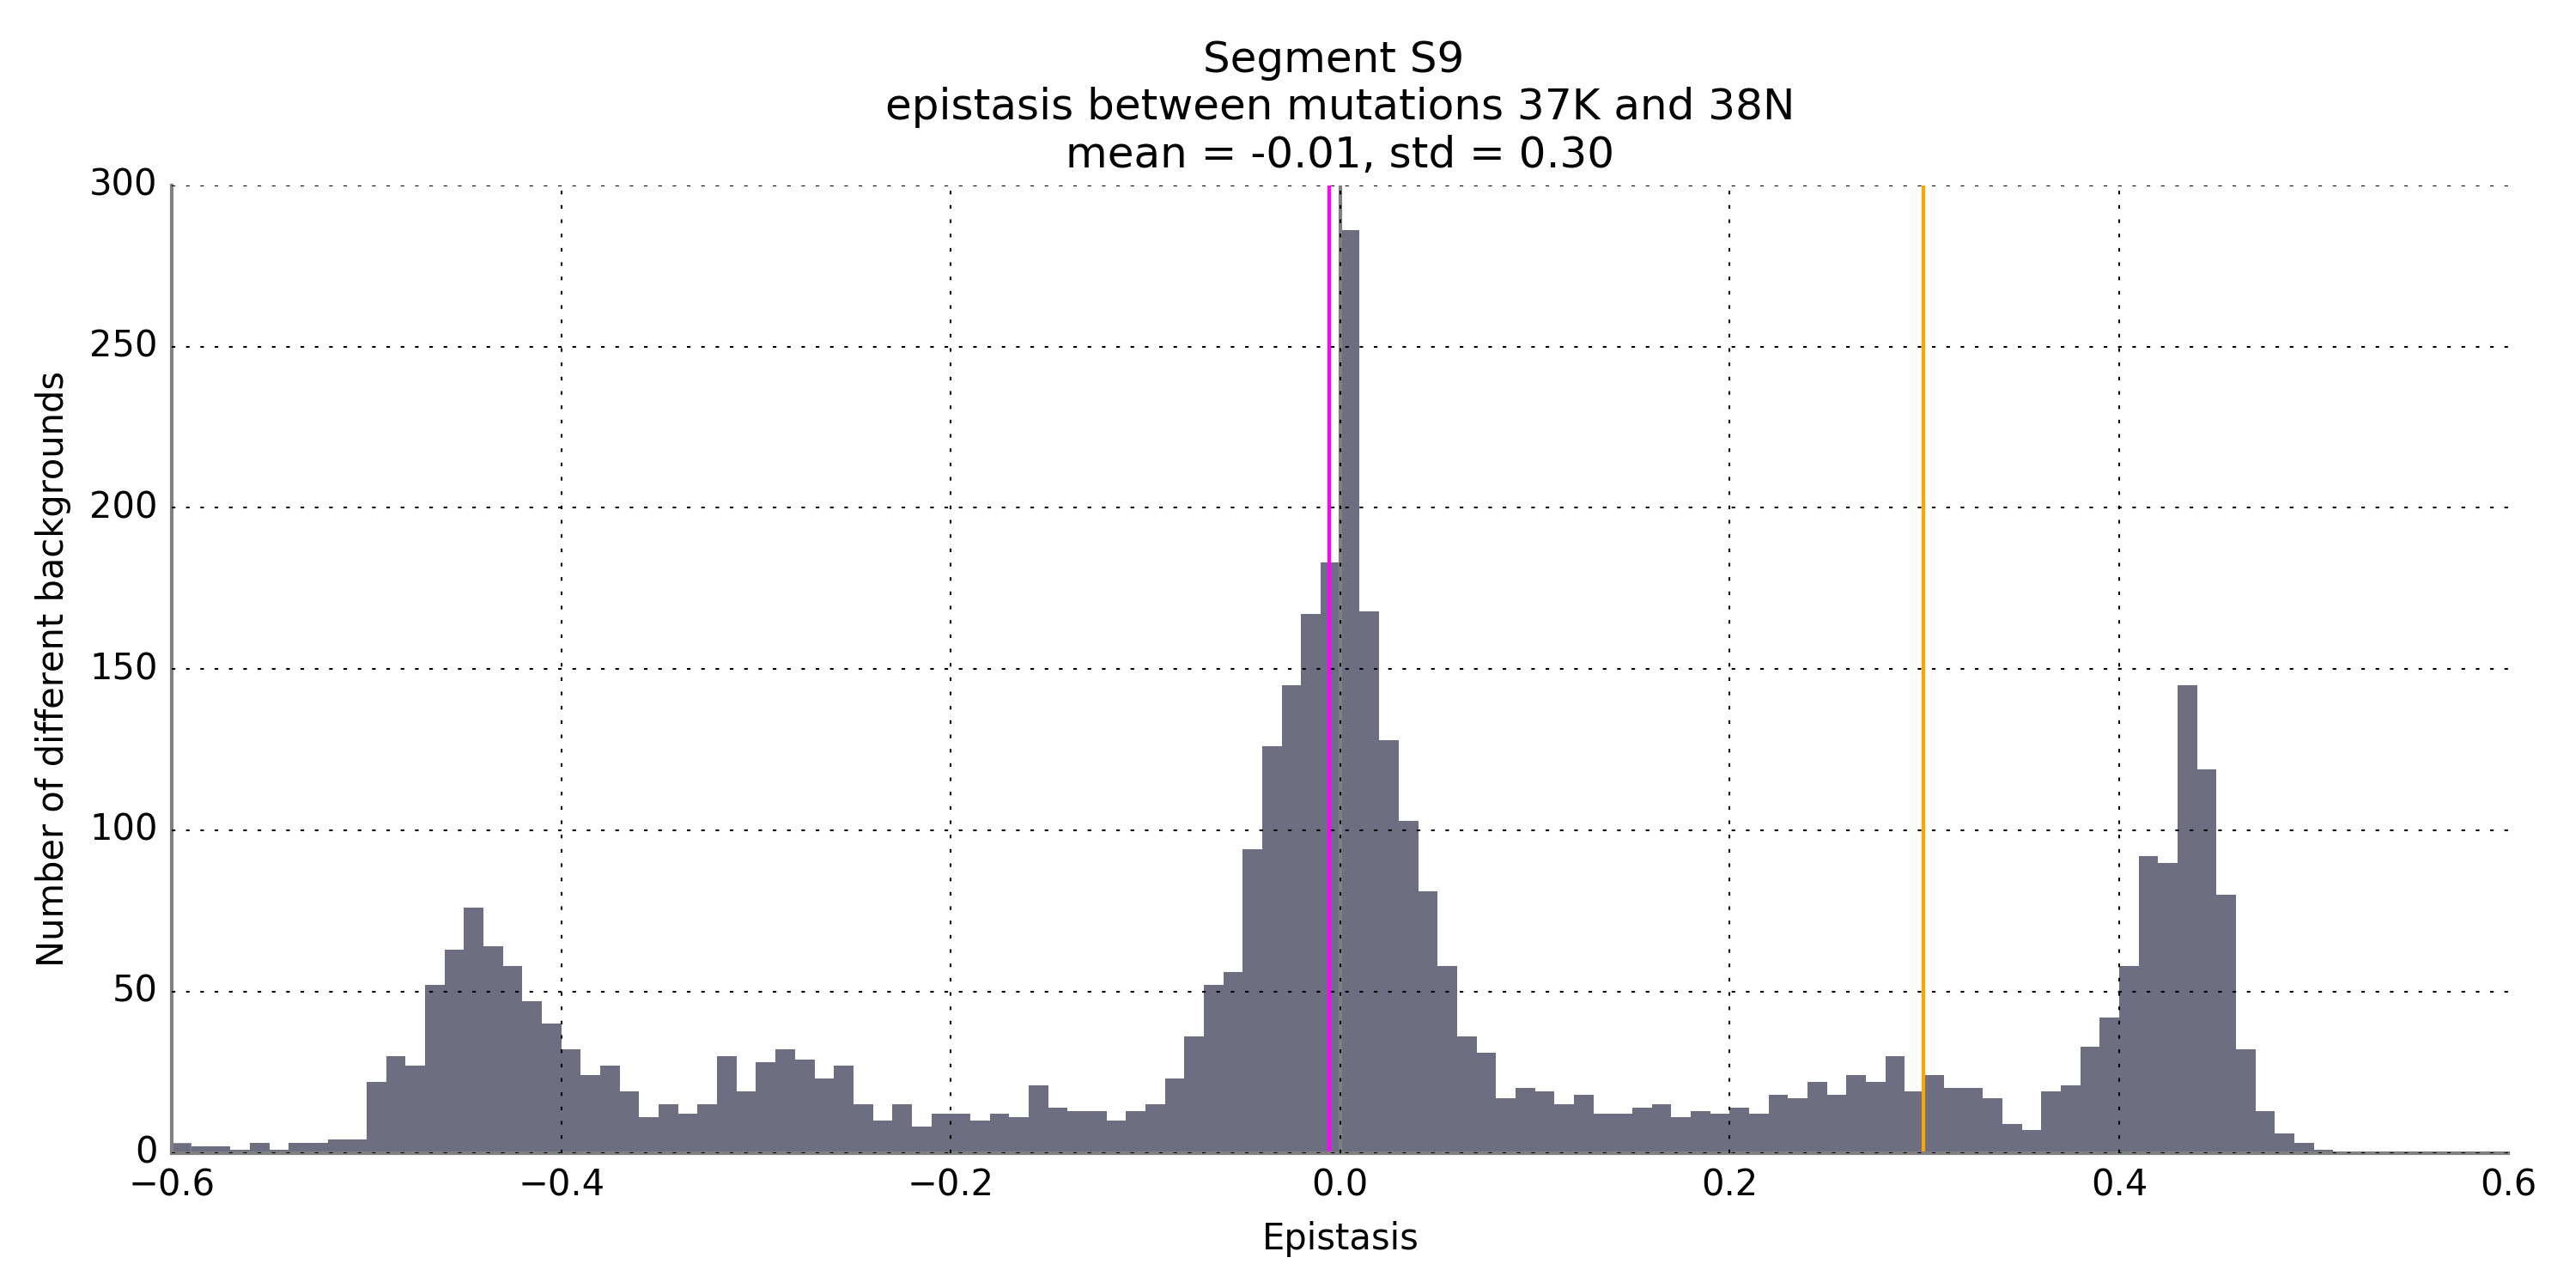 Segment S9
epistasis between mutations 37K and 38N
mean = -0.01, std = 0.30
300
250
200
150
100
50
0
Number of different backgrounds
−0.6 −0.4 −0.2 0.0 0.2 0.4 0.6
Epistasis